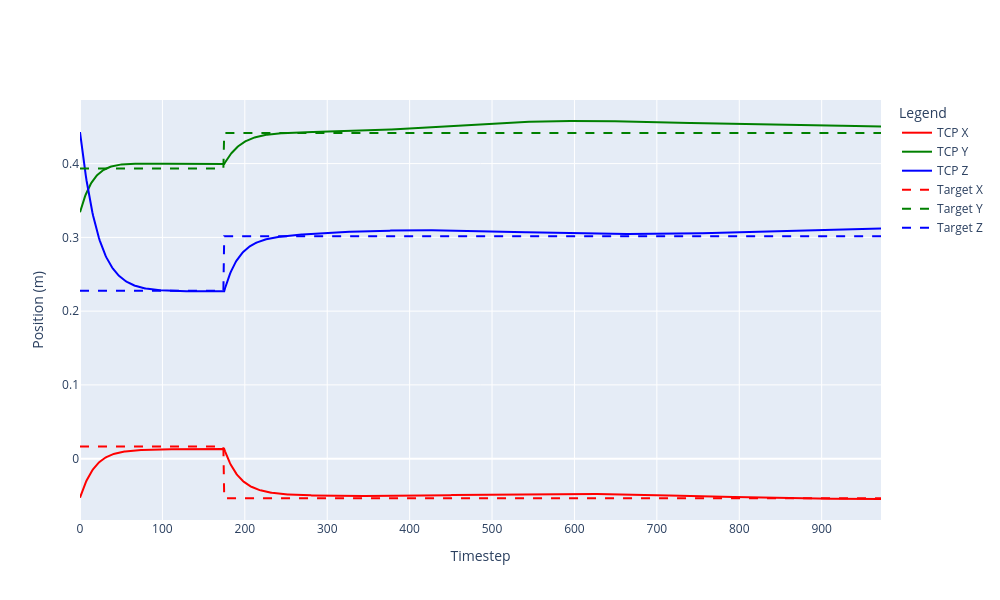 Legend
TCP X
TCP Y
TCP Z
Target X
Target Y
Target Z
Position (m)
0.4
0.3
0.2
0.1
0
0 100 200 300 400 500 600 700 800 900
Timestep